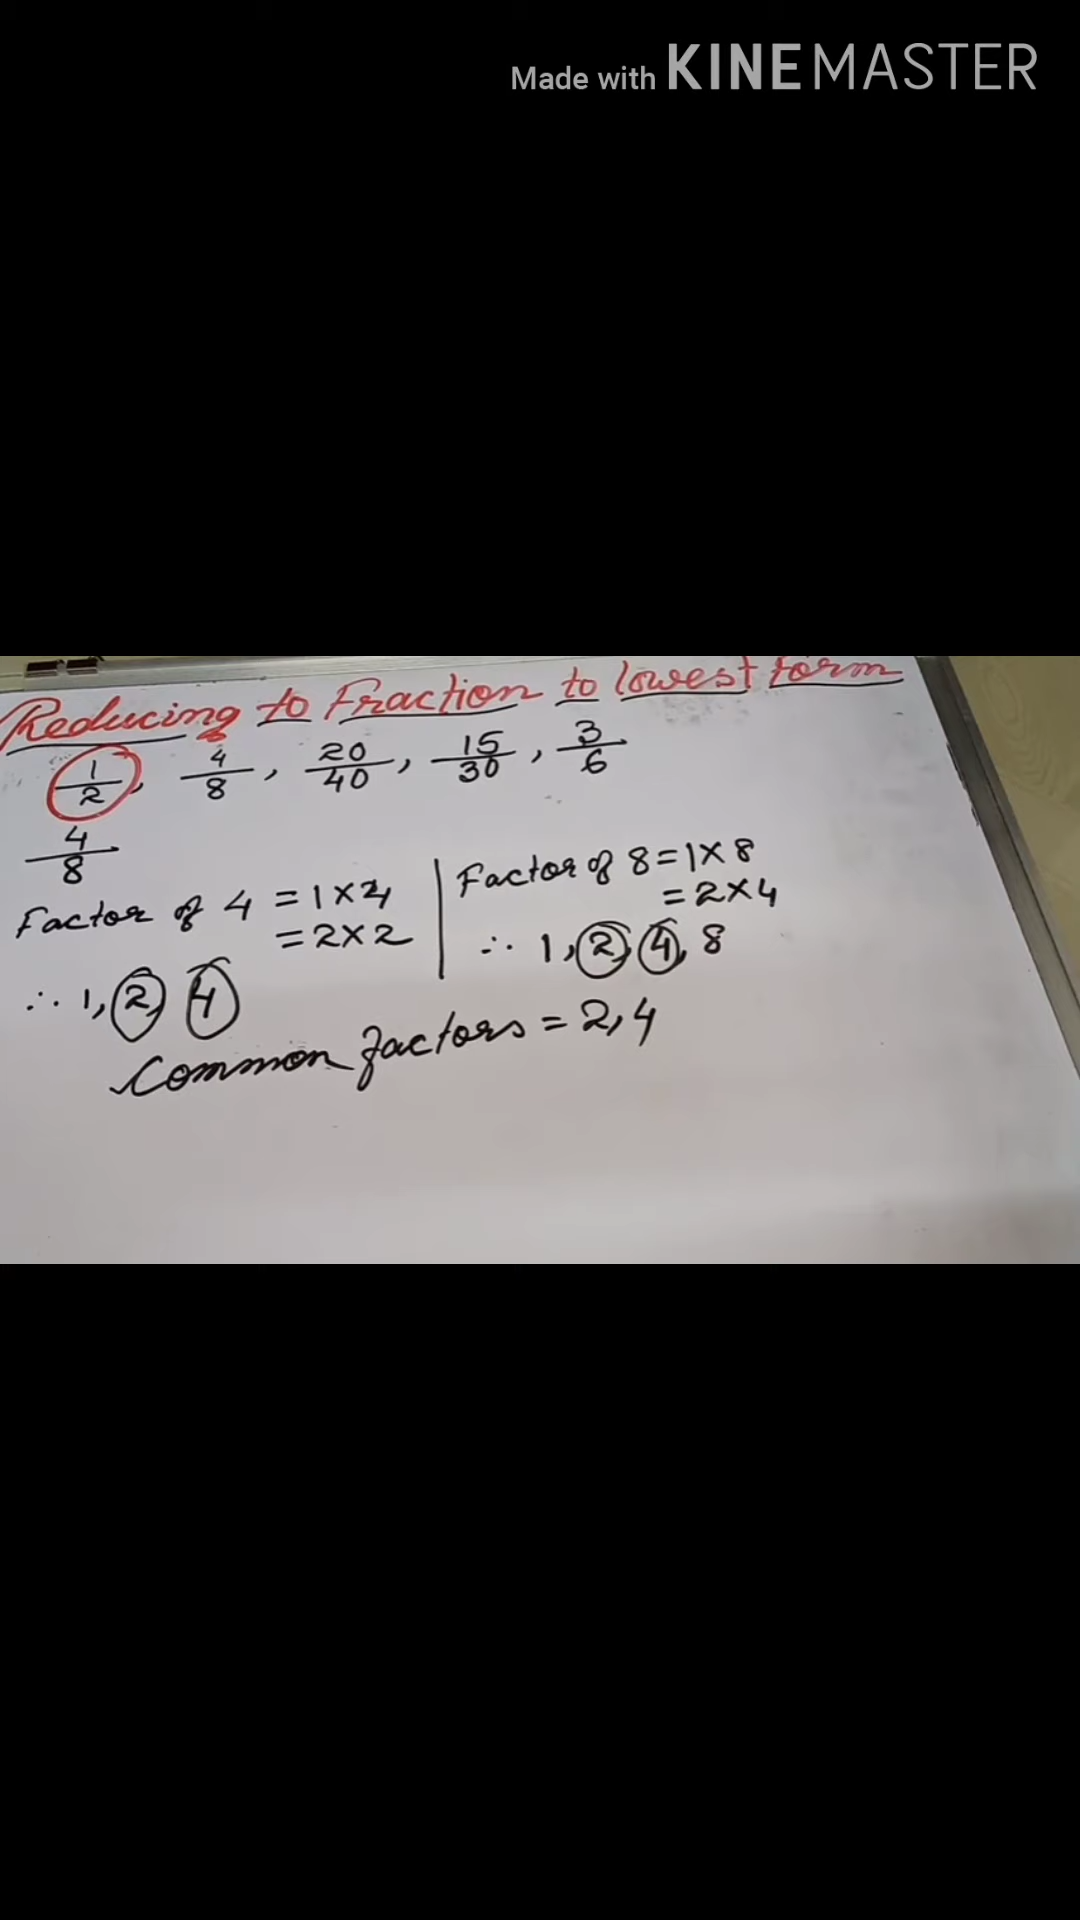 Made with KINEMASTER
Reducing to Fraction to lowest form
1/2, 4/8, 20/40, 15/30, 3/6
4/8
Factor of 4 = 1 × 4
= 2 × 2
∴ 1, 2, 4
Factor of 8 = 1 × 8
= 2 × 4
∴ 1, 2, 4, 8
Common factors = 2, 4